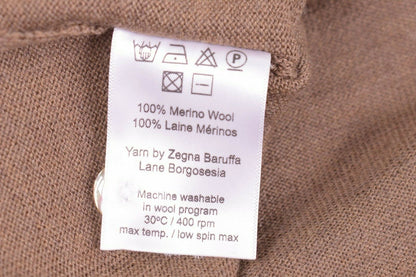 P
100% Merino Wool
100% Laine Mérinos
Yarn by Zegna Baruffa
Lane Borgosesia
Machine washable
in wool program
30ºC / 400 rpm
max temp. / low spin max